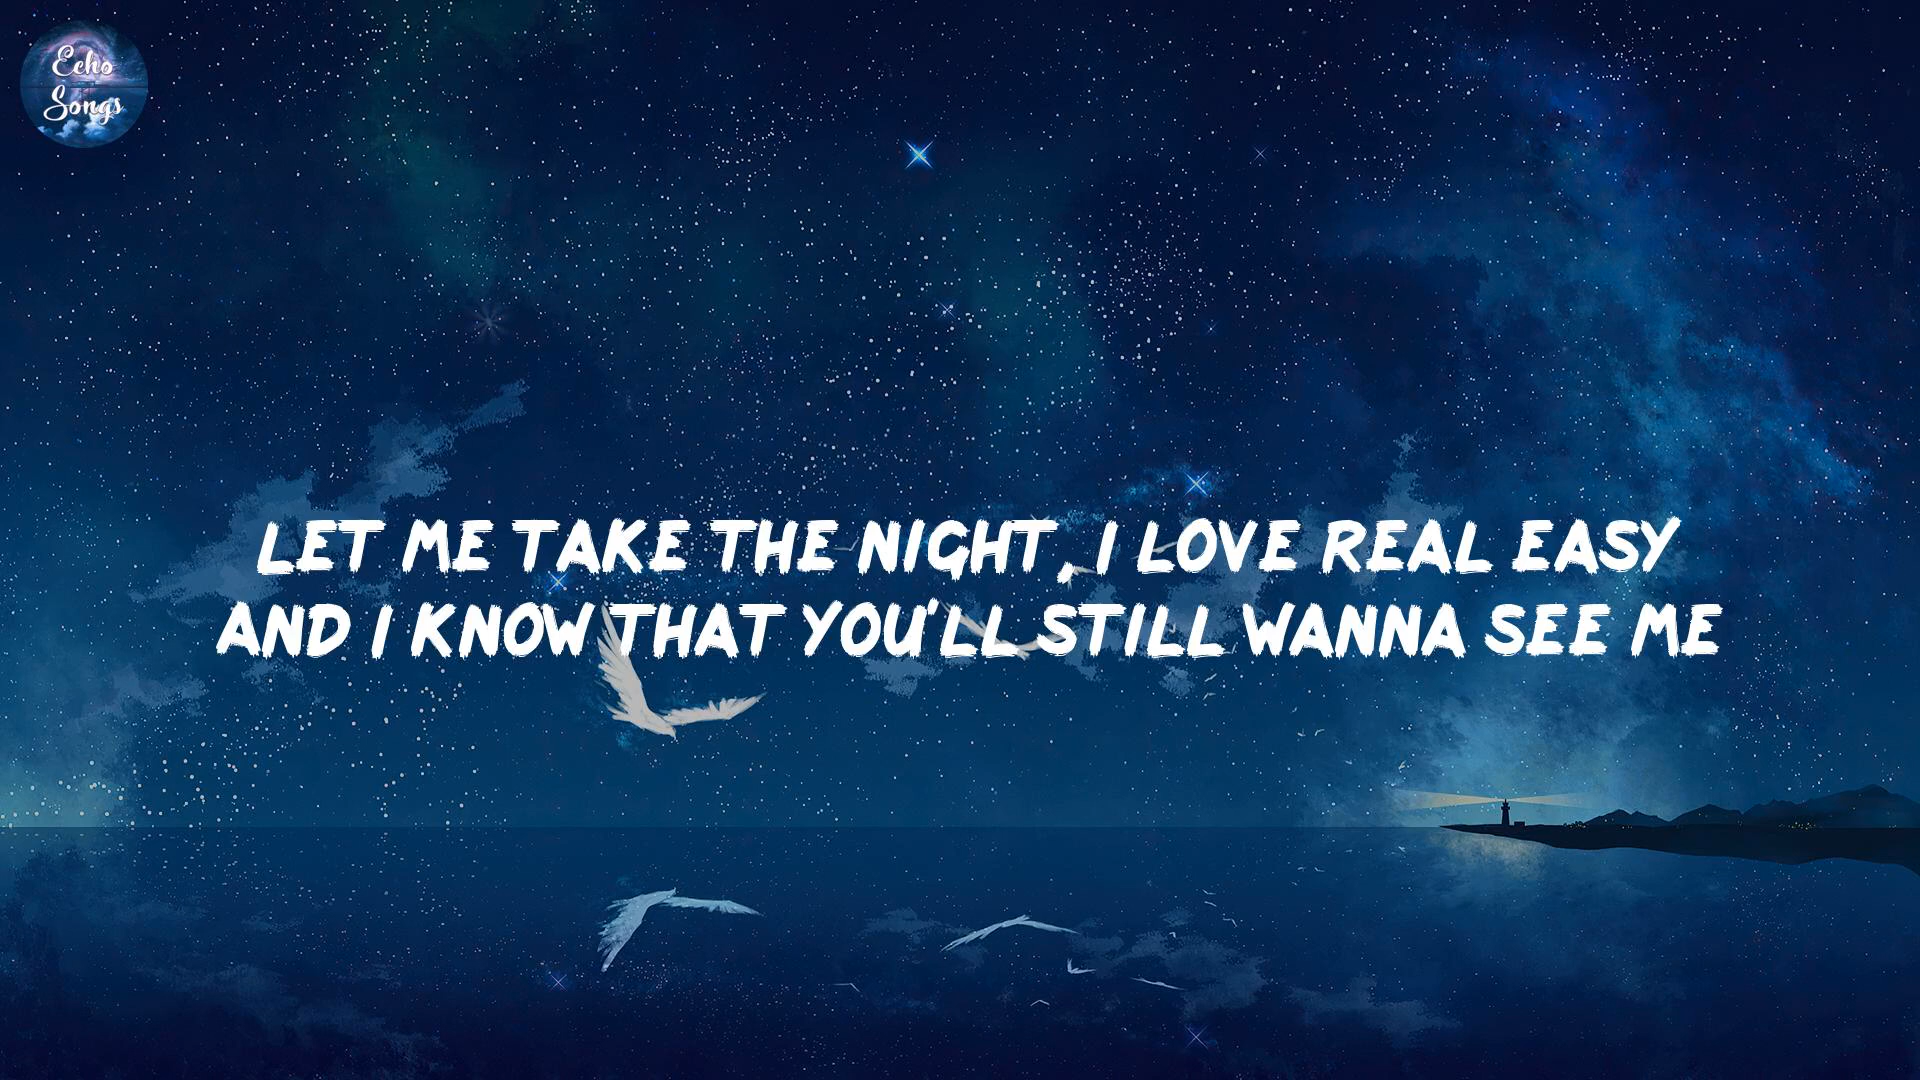 Echo
Songs
LET ME TAKE THE NIGHT, I LOVE REAL EASY
AND I KNOW THAT YOU'LL STILL WANNA SEE ME